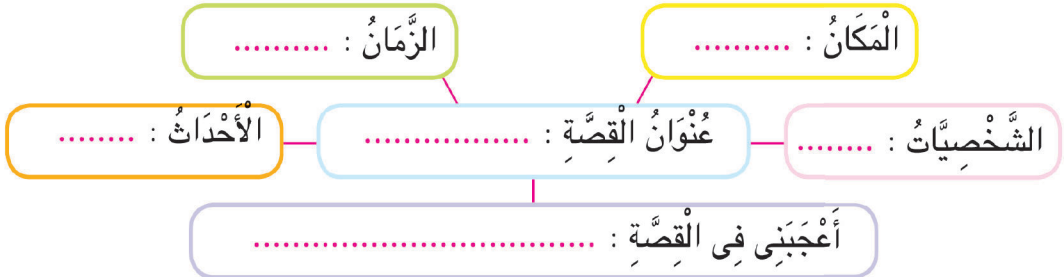 الْمَكَانُ : ..........
الزَّمَانُ : ..........
الشَّخْصِيَّاتُ : ........
عُنْوَانُ الْقِصَّةِ : .................
الْأَحْدَاثُ : ........
أَعْجَبَنِى فِى الْقِصَّةِ : ...................................